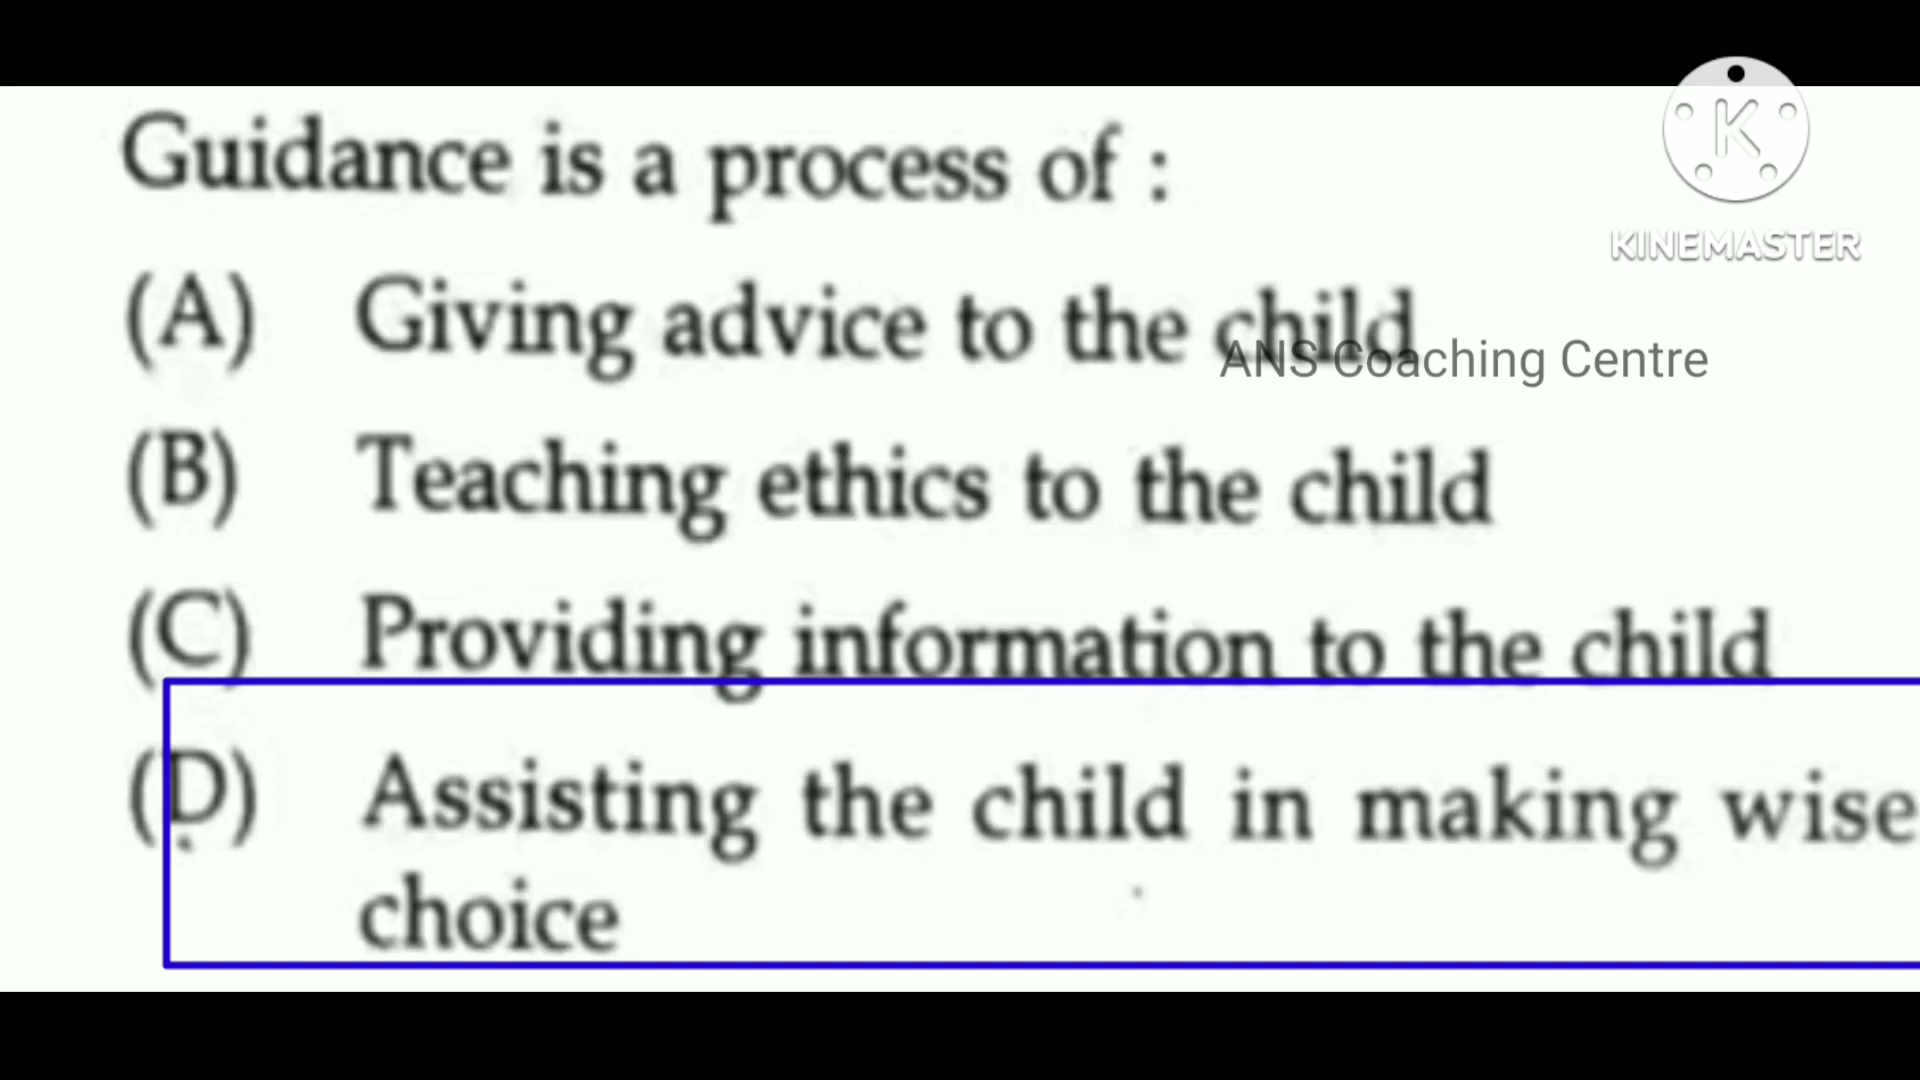 Guidance is a process of :
KINEMASTER
(A) Giving advice to the child
ANS Coaching Centre
(B) Teaching ethics to the child
(C) Providing information to the child
(D) Assisting the child in making wise
choice